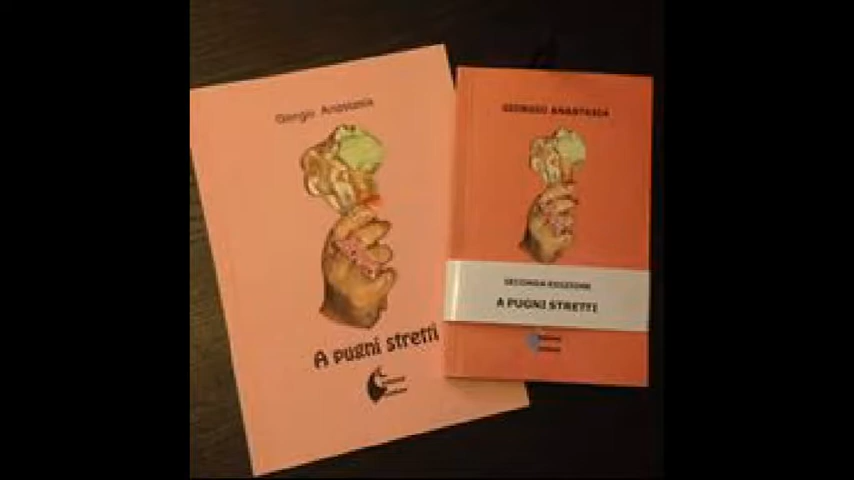 Giorgio Anastasia
A pugni stretti
GIORGIO ANASTASIA
SECONDA EDIZIONE
A PUGNI STRETTI